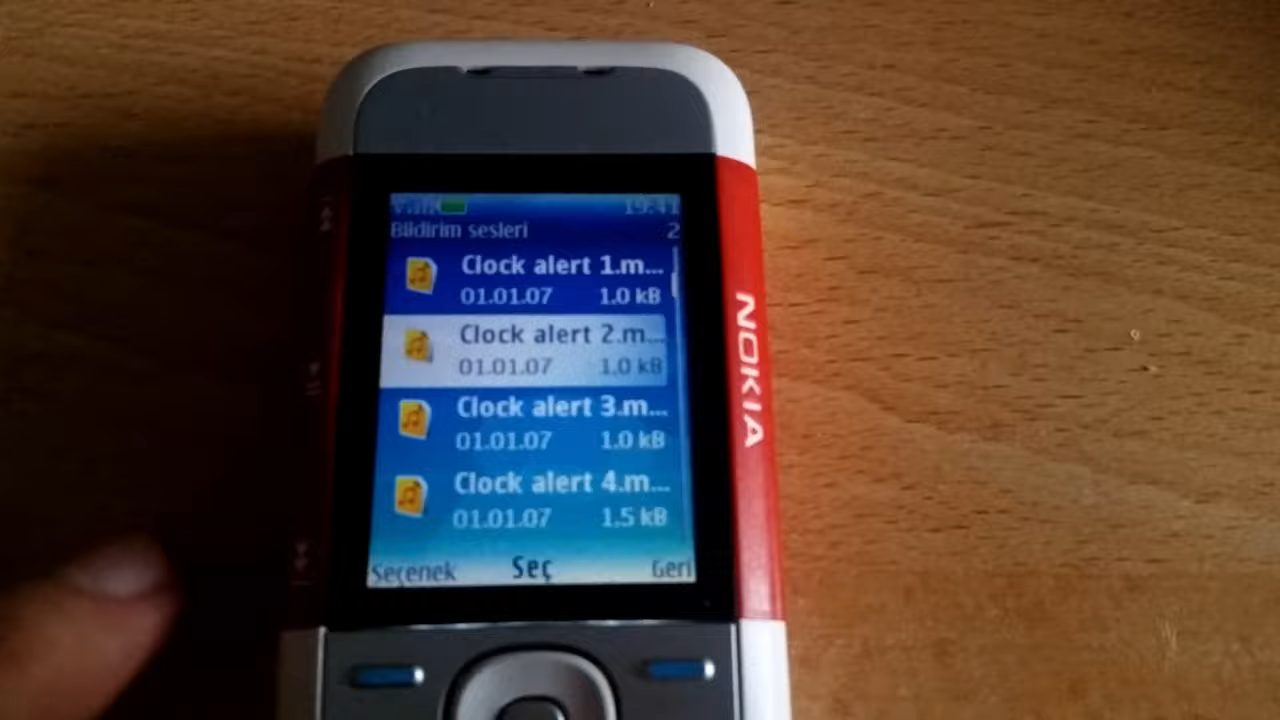 19:41
Bildirim sesleri 2
Clock alert 1.m...
01.01.07 1.0 kB
Clock alert 2.m...
01.01.07 1.0 kB
Clock alert 3.m...
01.01.07 1.0 kB
Clock alert 4.m...
01.01.07 1.5 kB
Seçenek Seç Geri
NOKIA